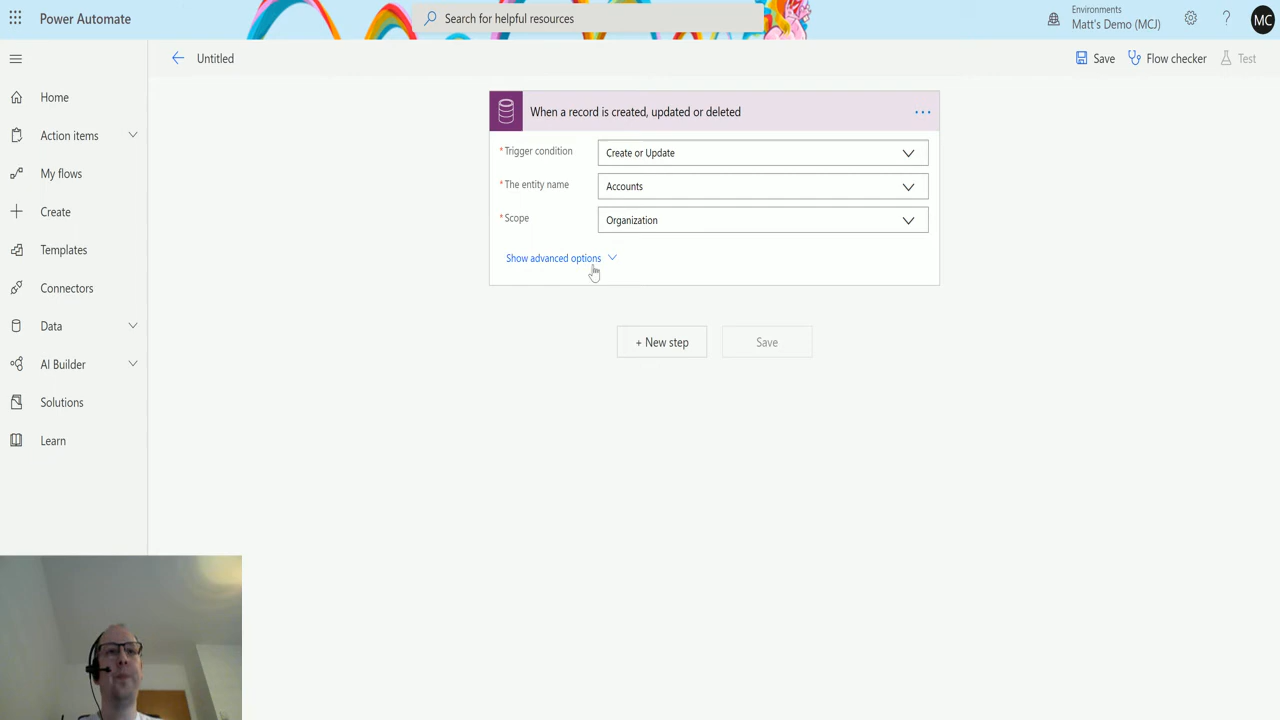 Power Automate
Search for helpful resources
Environments
Matt's Demo (MCJ)
MC
Untitled
Save
Flow checker
Test
Home
Action items
My flows
Create
Templates
Connectors
Data
AI Builder
Solutions
Learn
When a record is created, updated or deleted
* Trigger condition
Create or Update
* The entity name
Accounts
* Scope
Organization
Show advanced options
+ New step
Save